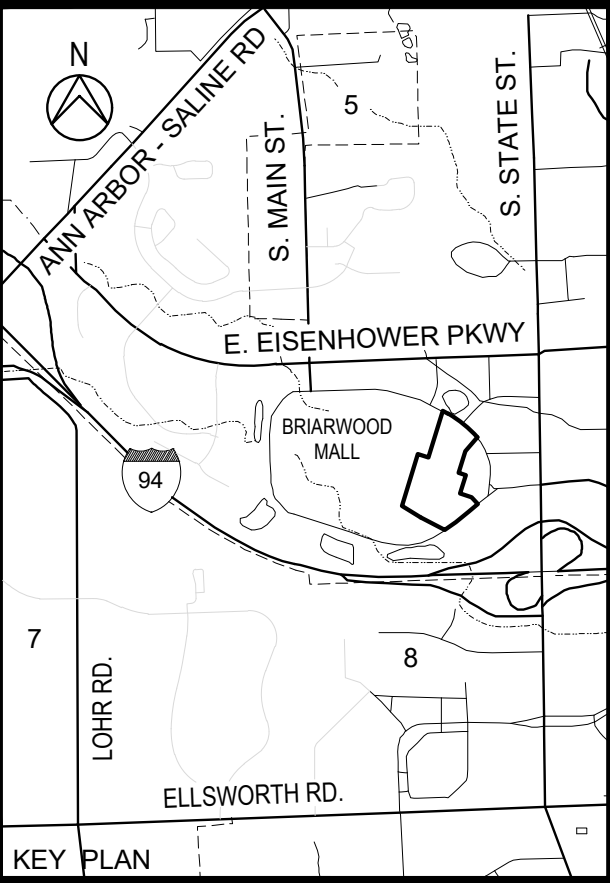 N
ANN ARBOR - SALINE RD
5
S. MAIN ST.
S. STATE ST.
E. EISENHOWER PKWY
BRIARWOOD
MALL
94
7
8
LOHR RD.
ELLSWORTH RD.
KEY PLAN